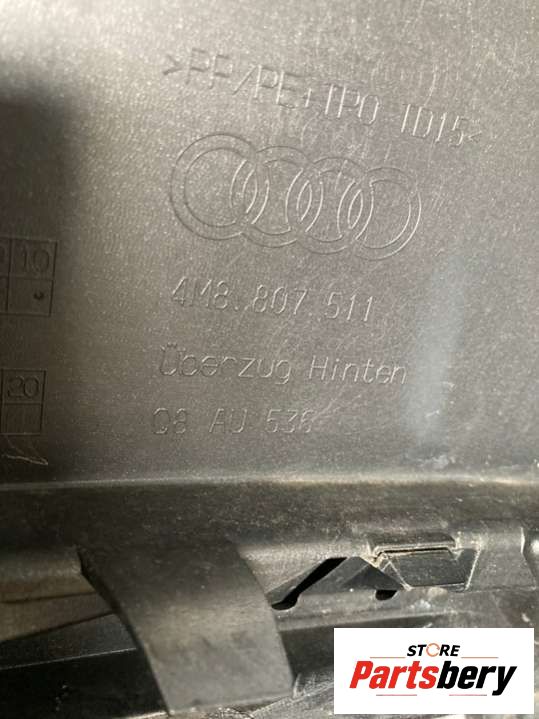 >PP/PE+TPO TD15<
10
4M8.807.511
Überzug Hinten
20
Q8 AU 536
STORE
Partsbery